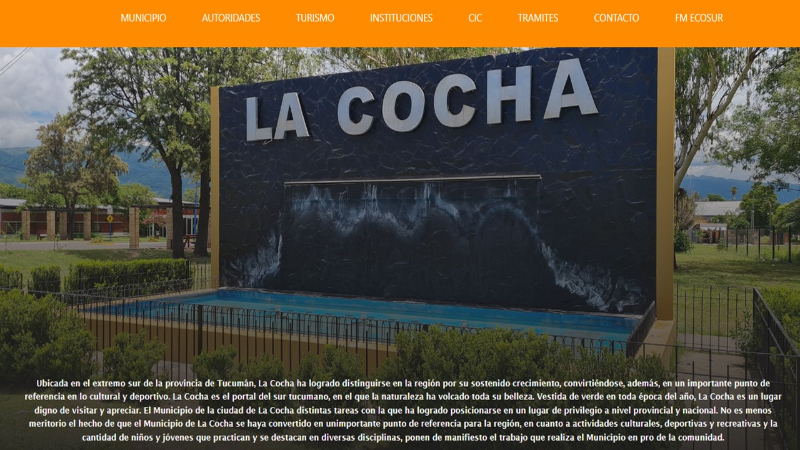 MUNICIPIO AUTORIDADES TURISMO INSTITUCIONES CIC TRAMITES CONTACTO FM ECOSUR
LA COCHA
Ubicada en el extremo sur de la provincia de Tucumán, La Cocha ha logrado distinguirse en la región por su sostenido crecimiento, convirtiéndose, además, en un importante punto de
referencia en lo cultural y deportivo. La Cocha es el portal del sur tucumano, en el que la naturaleza ha volcado toda su belleza. Vestida de verde en toda época del año, La Cocha es un lugar
digno de visitar y apreciar. El Municipio de la ciudad de La Cocha distintas tareas con la que ha logrado posicionarse en un lugar de privilegio a nivel provincial y nacional. No es menos
meritorio el hecho de que el Municipio de La Cocha se haya convertido en unimportante punto de referencia para la región, en cuanto a actividades culturales, deportivas y recreativas y la
cantidad de niños y jóvenes que practican y se destacan en diversas disciplinas, ponen de manifiesto el trabajo que realiza el Municipio en pro de la comunidad.